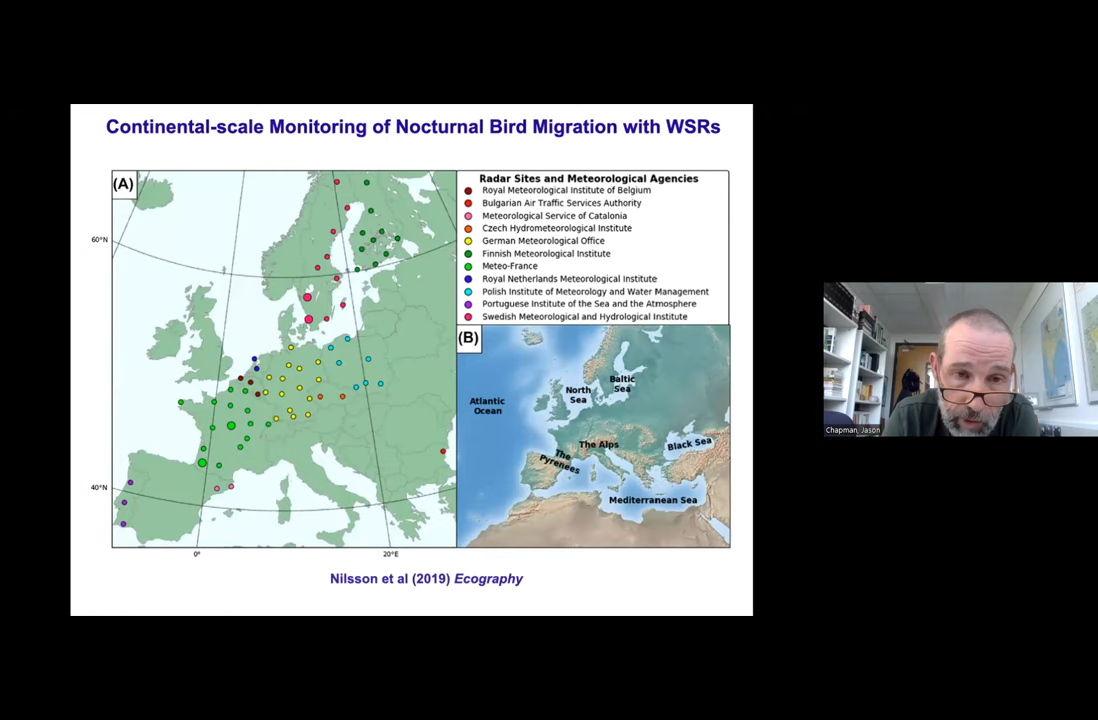 Continental-scale Monitoring of Nocturnal Bird Migration with WSRs
(A)
60°N
40°N
0°
20°E
Radar Sites and Meteorological Agencies
Royal Meteorological Institute of Belgium
Bulgarian Air Traffic Services Authority
Meteorological Service of Catalonia
Czech Hydrometeorological Institute
German Meteorological Office
Finnish Meteorological Institute
Meteo-France
Royal Netherlands Meteorological Institute
Polish Institute of Meteorology and Water Management
Portuguese Institute of the Sea and the Atmosphere
Swedish Meteorological and Hydrological Institute
(B)
Atlantic
Ocean
North
Sea
Baltic
Sea
The Alps
Black Sea
The
Pyrenees
Mediterranean Sea
Nilsson et al (2019) Ecography
Chapman, Jason